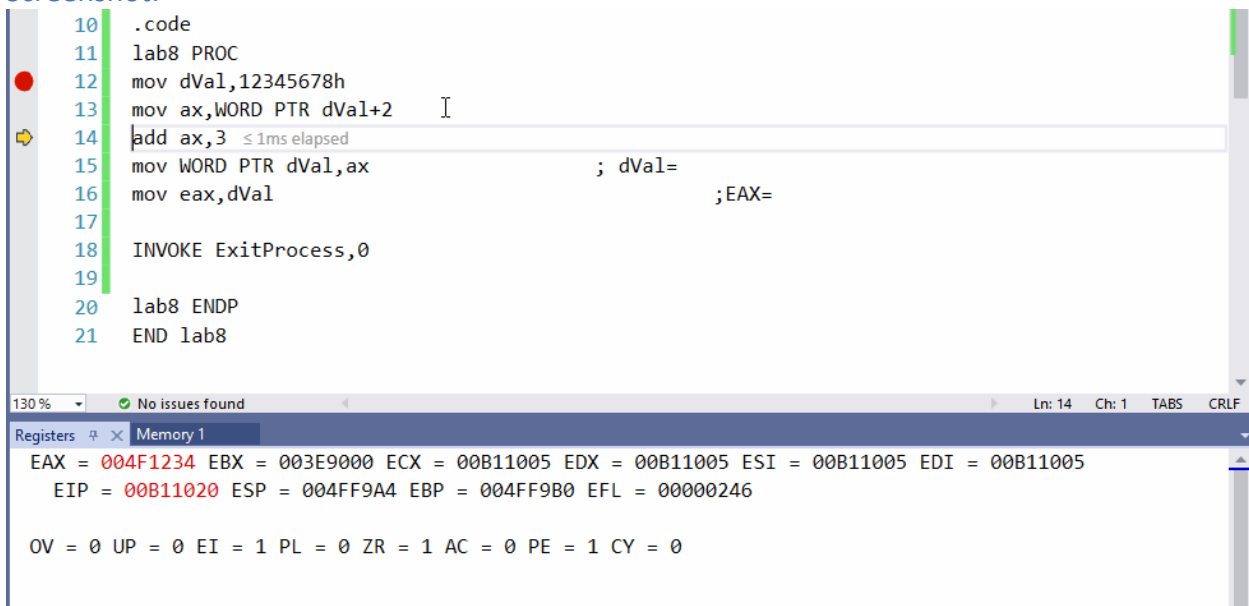 10 .code
11 lab8 PROC
12 mov dVal,12345678h
13 mov ax,WORD PTR dVal+2
14 add ax,3 ≤ 1ms elapsed
15 mov WORD PTR dVal,ax ; dVal=
16 mov eax,dVal ;EAX=
17
18 INVOKE ExitProcess,0
19
20 lab8 ENDP
21 END lab8
130 % No issues found Ln: 14 Ch: 1 TABS CRLF
Registers Memory 1
EAX = 004F1234 EBX = 003E9000 ECX = 00B11005 EDX = 00B11005 ESI = 00B11005 EDI = 00B11005
EIP = 00B11020 ESP = 004FF9A4 EBP = 004FF9B0 EFL = 00000246
OV = 0 UP = 0 EI = 1 PL = 0 ZR = 1 AC = 0 PE = 1 CY = 0